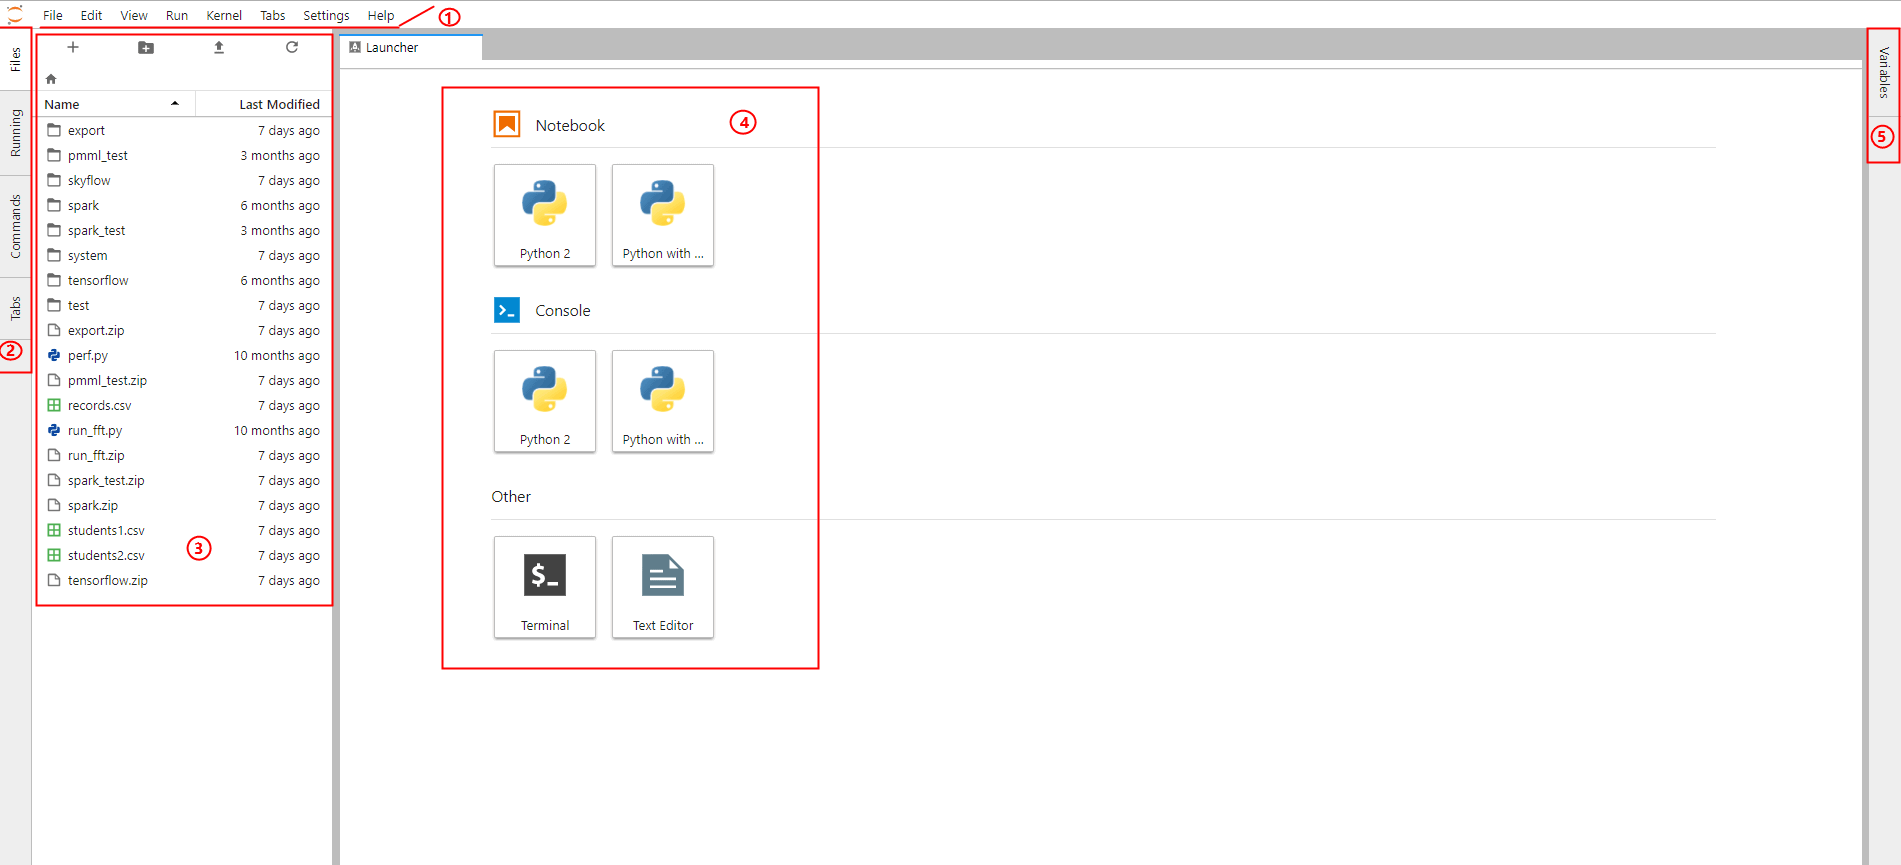 File Edit View Run Kernel Tabs Settings Help
①
Files
Running
Commands
Tabs
②
Name Last Modified
export 7 days ago
pmml_test 3 months ago
skyflow 7 days ago
spark 6 months ago
spark_test 3 months ago
system 7 days ago
tensorflow 6 months ago
test 7 days ago
export.zip 7 days ago
perf.py 10 months ago
pmml_test.zip 7 days ago
records.csv 7 days ago
run_fft.py 10 months ago
run_fft.zip 7 days ago
spark_test.zip 7 days ago
spark.zip 7 days ago
students1.csv 7 days ago
students2.csv 7 days ago
③
tensorflow.zip 7 days ago
Launcher
Notebook
④
Python 2 Python with ...
>_ Console
Python 2 Python with ...
Other
$_
Terminal Text Editor
Variables
⑤